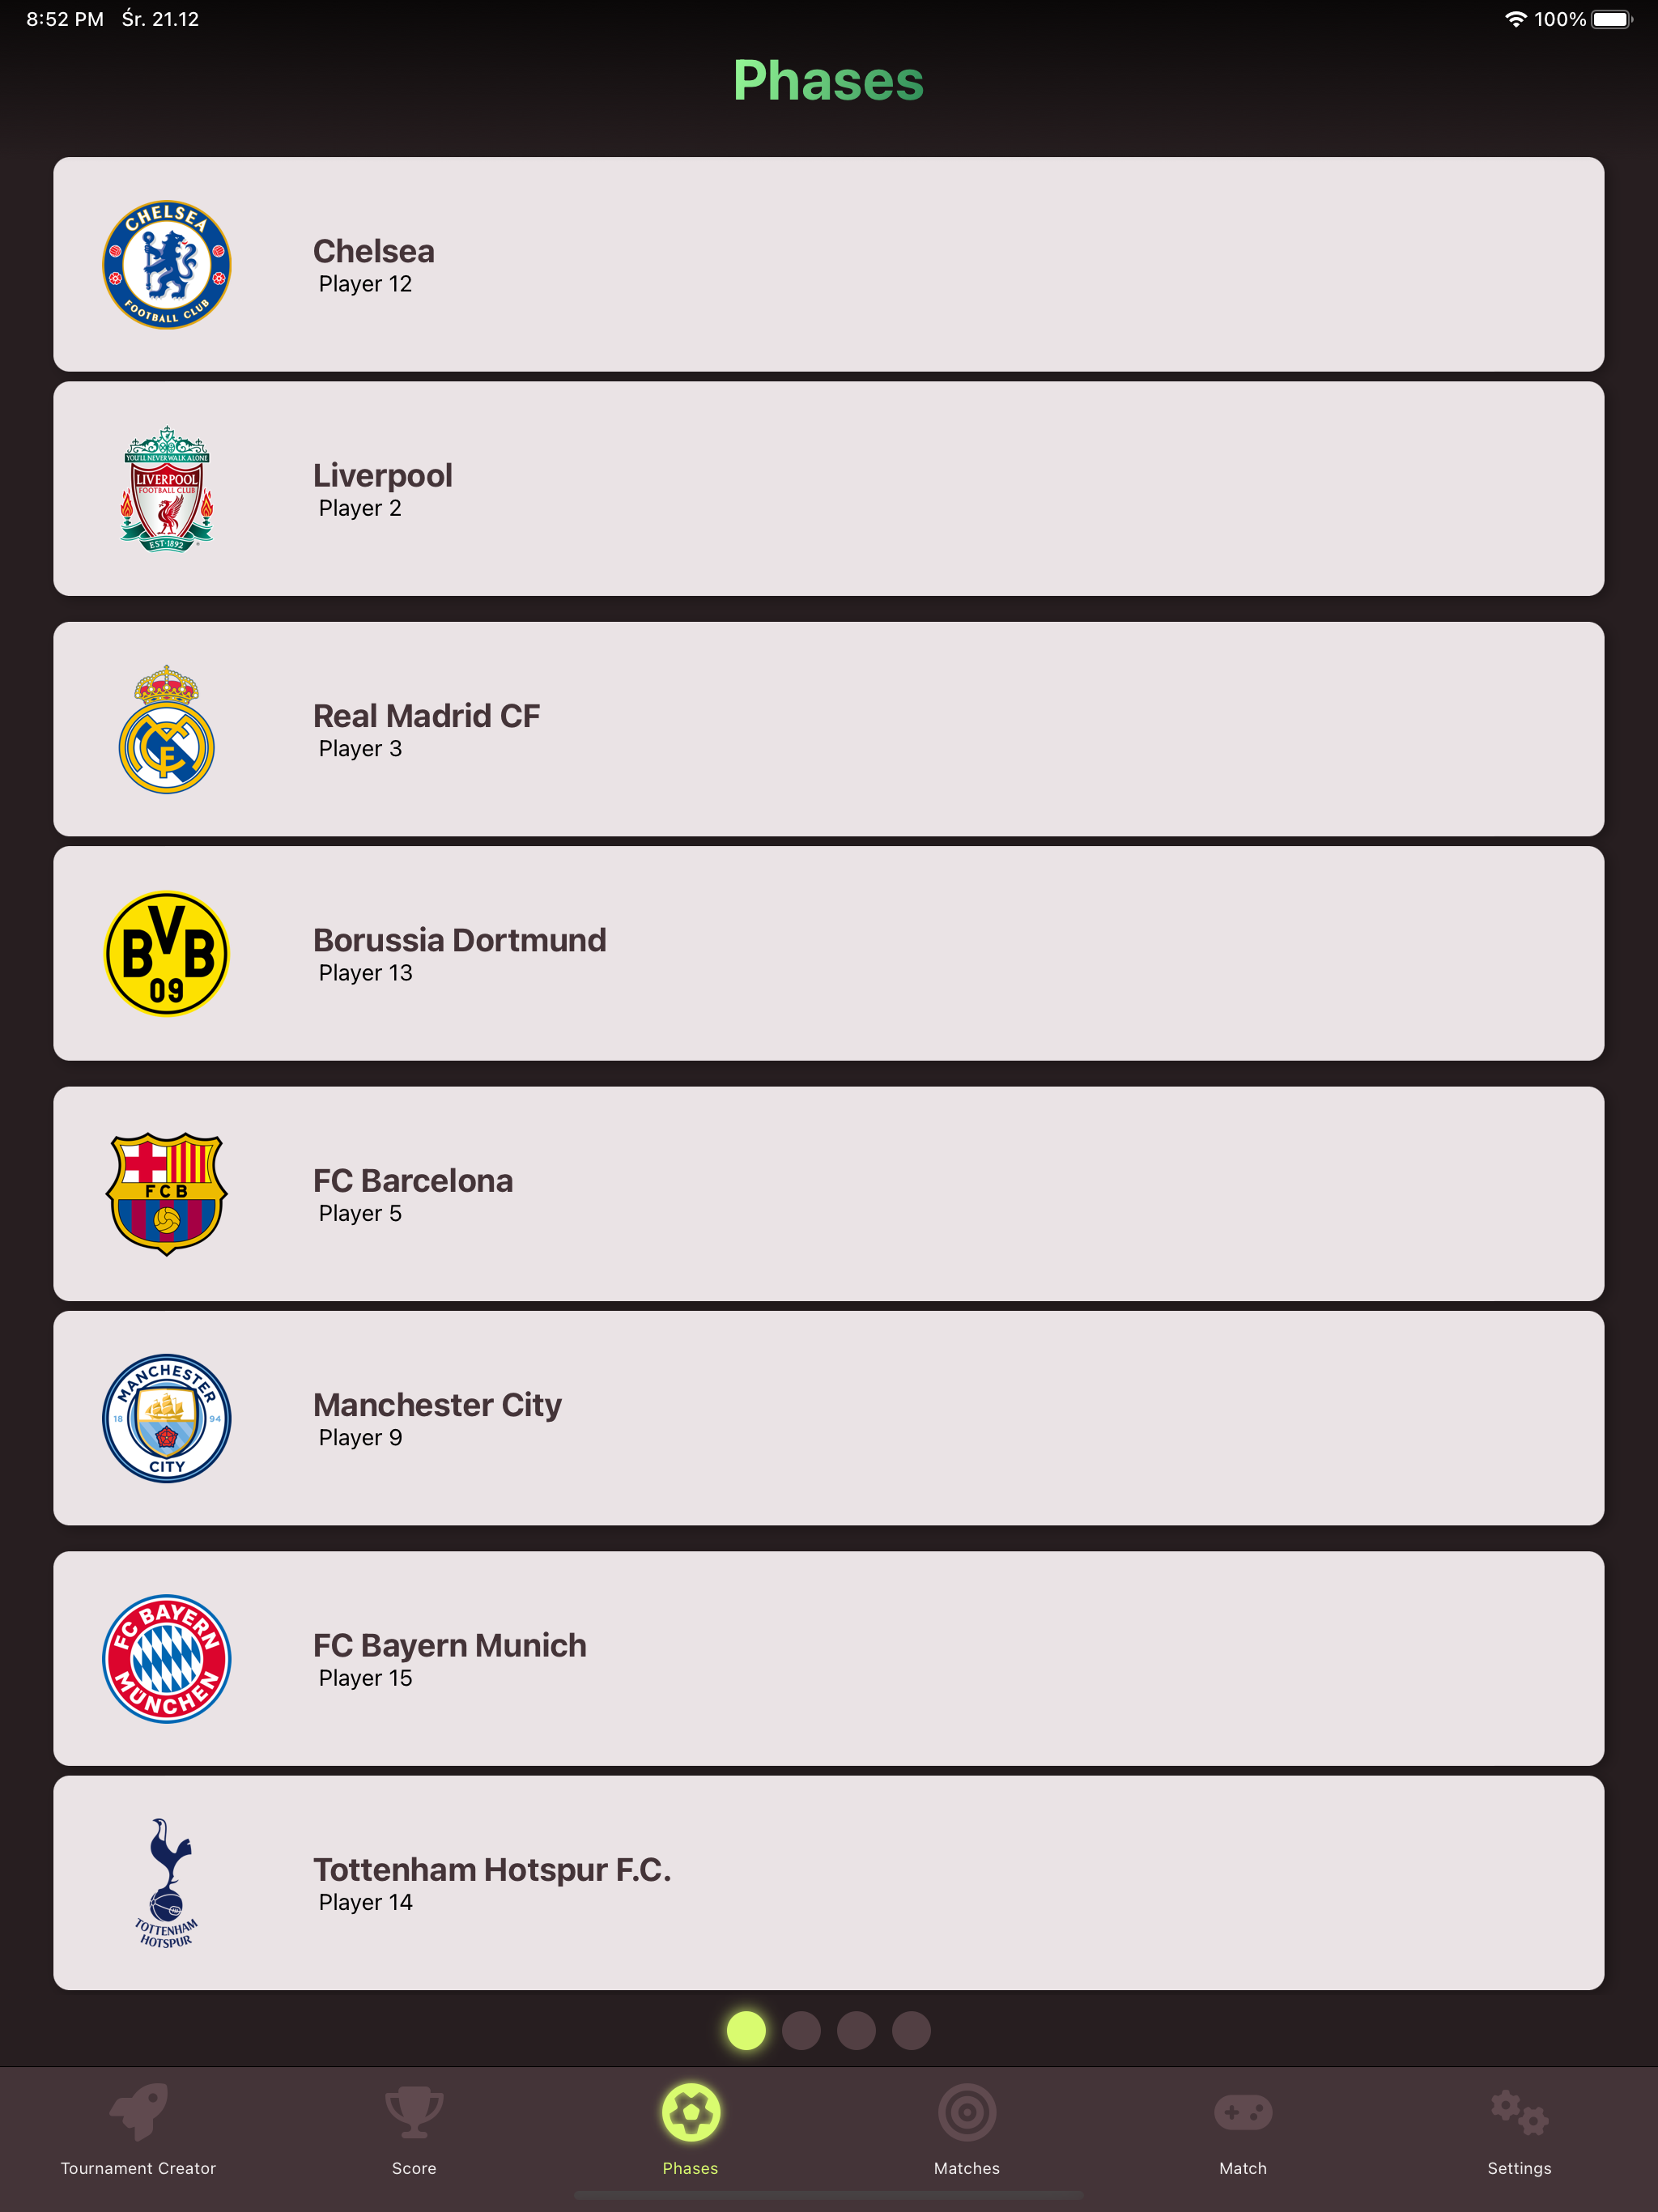 8:52 PM Śr. 21.12
100%
Phases
CHELSEA
FOOTBALL CLUB
Chelsea
Player 12
YOU'LL NEVER WALK ALONE
LIVERPOOL
FOOTBALL CLUB
EST·1892
Liverpool
Player 2
Real Madrid CF
Player 3
BVB
09
Borussia Dortmund
Player 13
FCB
FC Barcelona
Player 5
MANCHESTER
18 94
CITY
Manchester City
Player 9
FC BAYERN
MÜNCHEN
FC Bayern Munich
Player 15
TOTTENHAM
HOTSPUR
Tottenham Hotspur F.C.
Player 14
Tournament Creator
Score
Phases
Matches
Match
Settings